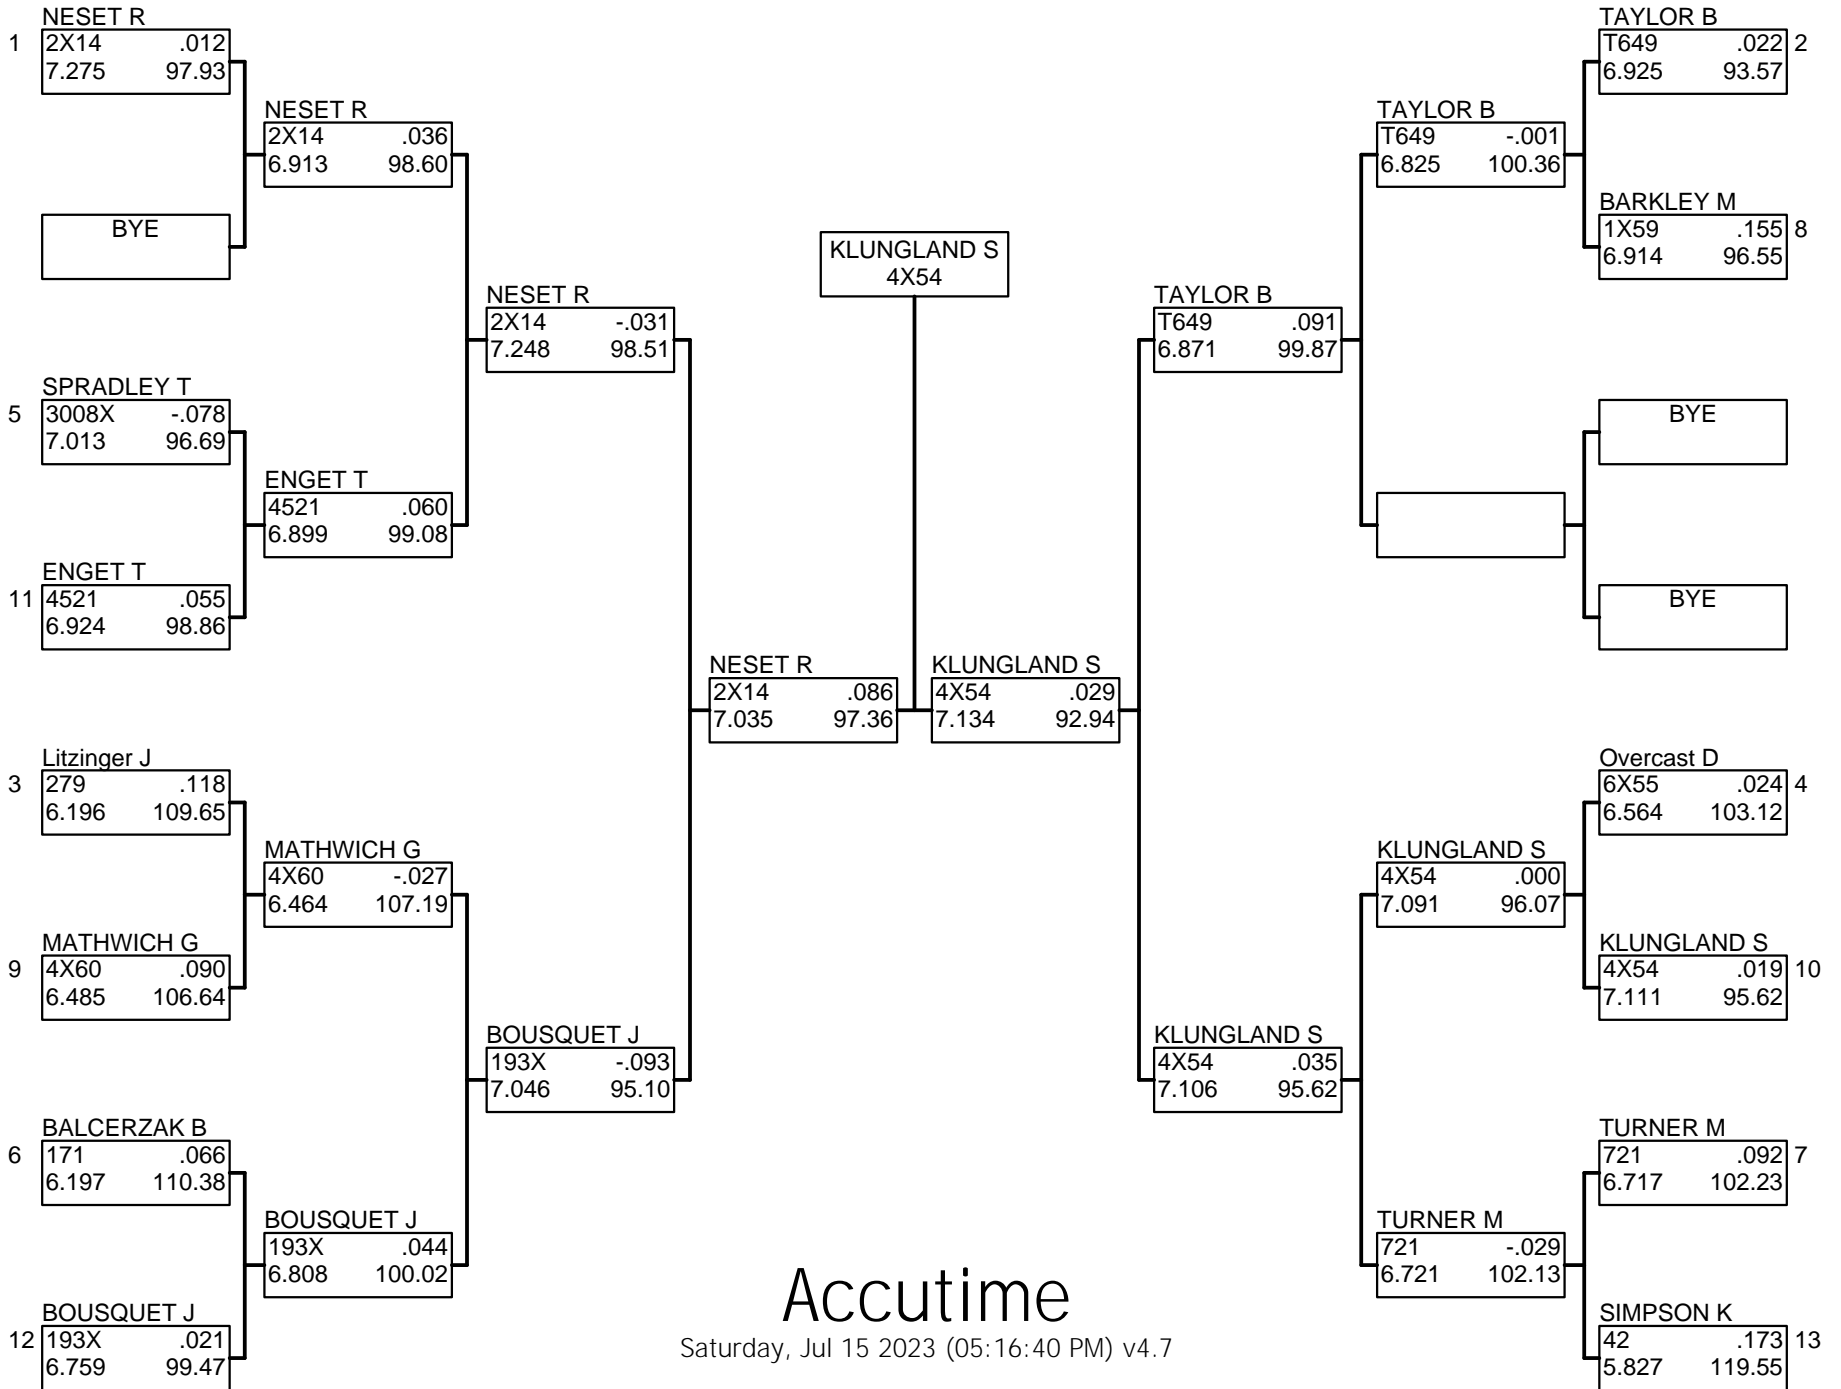 NESET R
1 2X14 .012
7.275 97.93
BYE
SPRADLEY T
5 3008X -.078
7.013 96.69
ENGET T
11 4521 .055
6.924 98.86
Litzinger J
3 279 .118
6.196 109.65
MATHWICH G
9 4X60 .090
6.485 106.64
BALCERZAK B
6 171 .066
6.197 110.38
BOUSQUET J
12 193X .021
6.759 99.47
NESET R
2X14 .036
6.913 98.60
ENGET T
4521 .060
6.899 99.08
MATHWICH G
4X60 -.027
6.464 107.19
BOUSQUET J
193X .044
6.808 100.02
NESET R
2X14 -.031
7.248 98.51
BOUSQUET J
193X -.093
7.046 95.10
NESET R
2X14 .086
7.035 97.36
KLUNGLAND S
4X54
KLUNGLAND S
4X54 .029
7.134 92.94
TAYLOR B
T649 .091
6.871 99.87
KLUNGLAND S
4X54 .035
7.106 95.62
TAYLOR B
T649 -.001
6.825 100.36
KLUNGLAND S
4X54 .000
7.091 96.07
TURNER M
721 -.029
6.721 102.13
TAYLOR B
T649 .022 2
6.925 93.57
BARKLEY M
1X59 .155 8
6.914 96.55
BYE
BYE
Overcast D
6X55 .024 4
6.564 103.12
KLUNGLAND S
4X54 .019 10
7.111 95.62
TURNER M
721 .092 7
6.717 102.23
SIMPSON K
42 .173 13
5.827 119.55
Accutime
Saturday, Jul 15 2023 (05:16:40 PM) v4.7